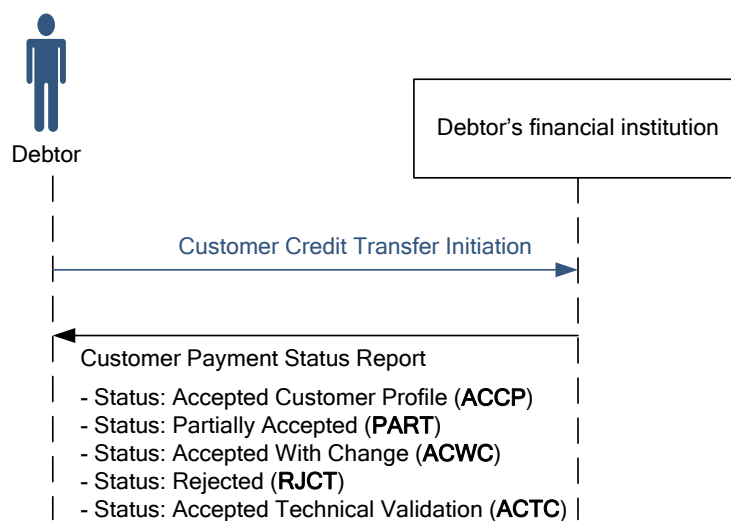 Debtor
Debtor's financial institution
Customer Credit Transfer Initiation
Customer Payment Status Report
- Status: Accepted Customer Profile (ACCP)
- Status: Partially Accepted (PART)
- Status: Accepted With Change (ACWC)
- Status: Rejected (RJCT)
- Status: Accepted Technical Validation (ACTC)